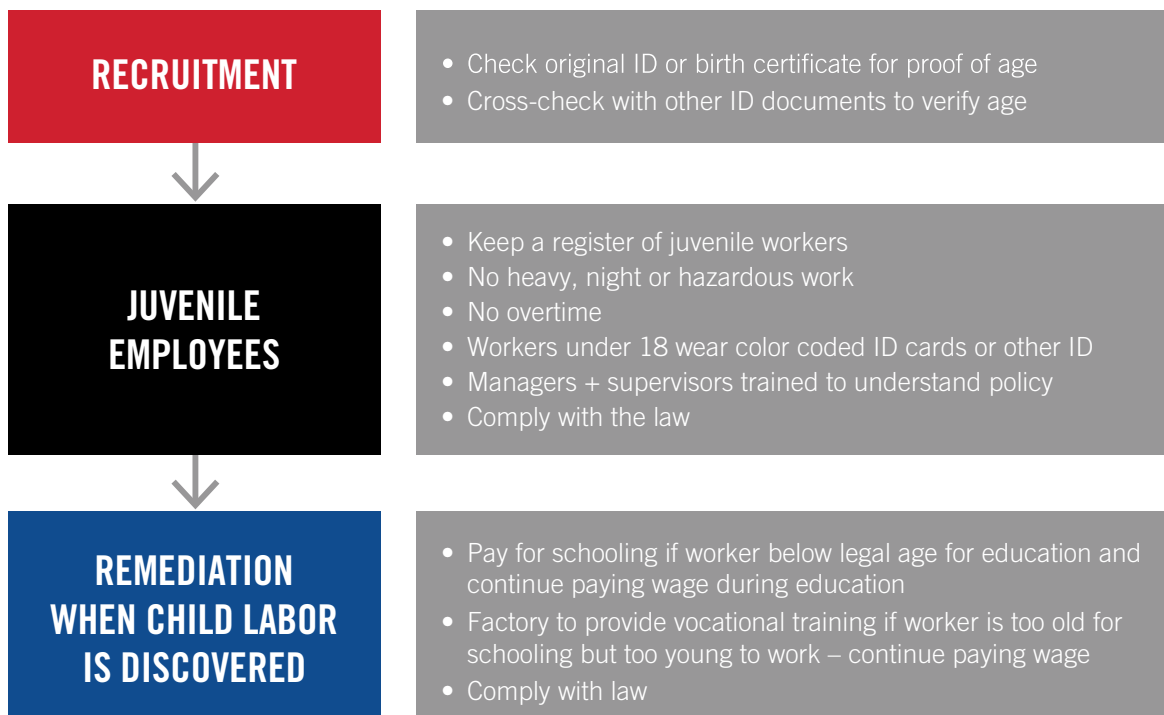 RECRUITMENT
• Check original ID or birth certificate for proof of age
• Cross-check with other ID documents to verify age
JUVENILE
EMPLOYEES
• Keep a register of juvenile workers
• No heavy, night or hazardous work
• No overtime
• Workers under 18 wear color coded ID cards or other ID
• Managers + supervisors trained to understand policy
• Comply with the law
REMEDIATION
WHEN CHILD LABOR
IS DISCOVERED
• Pay for schooling if worker below legal age for education and
continue paying wage during education
• Factory to provide vocational training if worker is too old for
schooling but too young to work – continue paying wage
• Comply with law